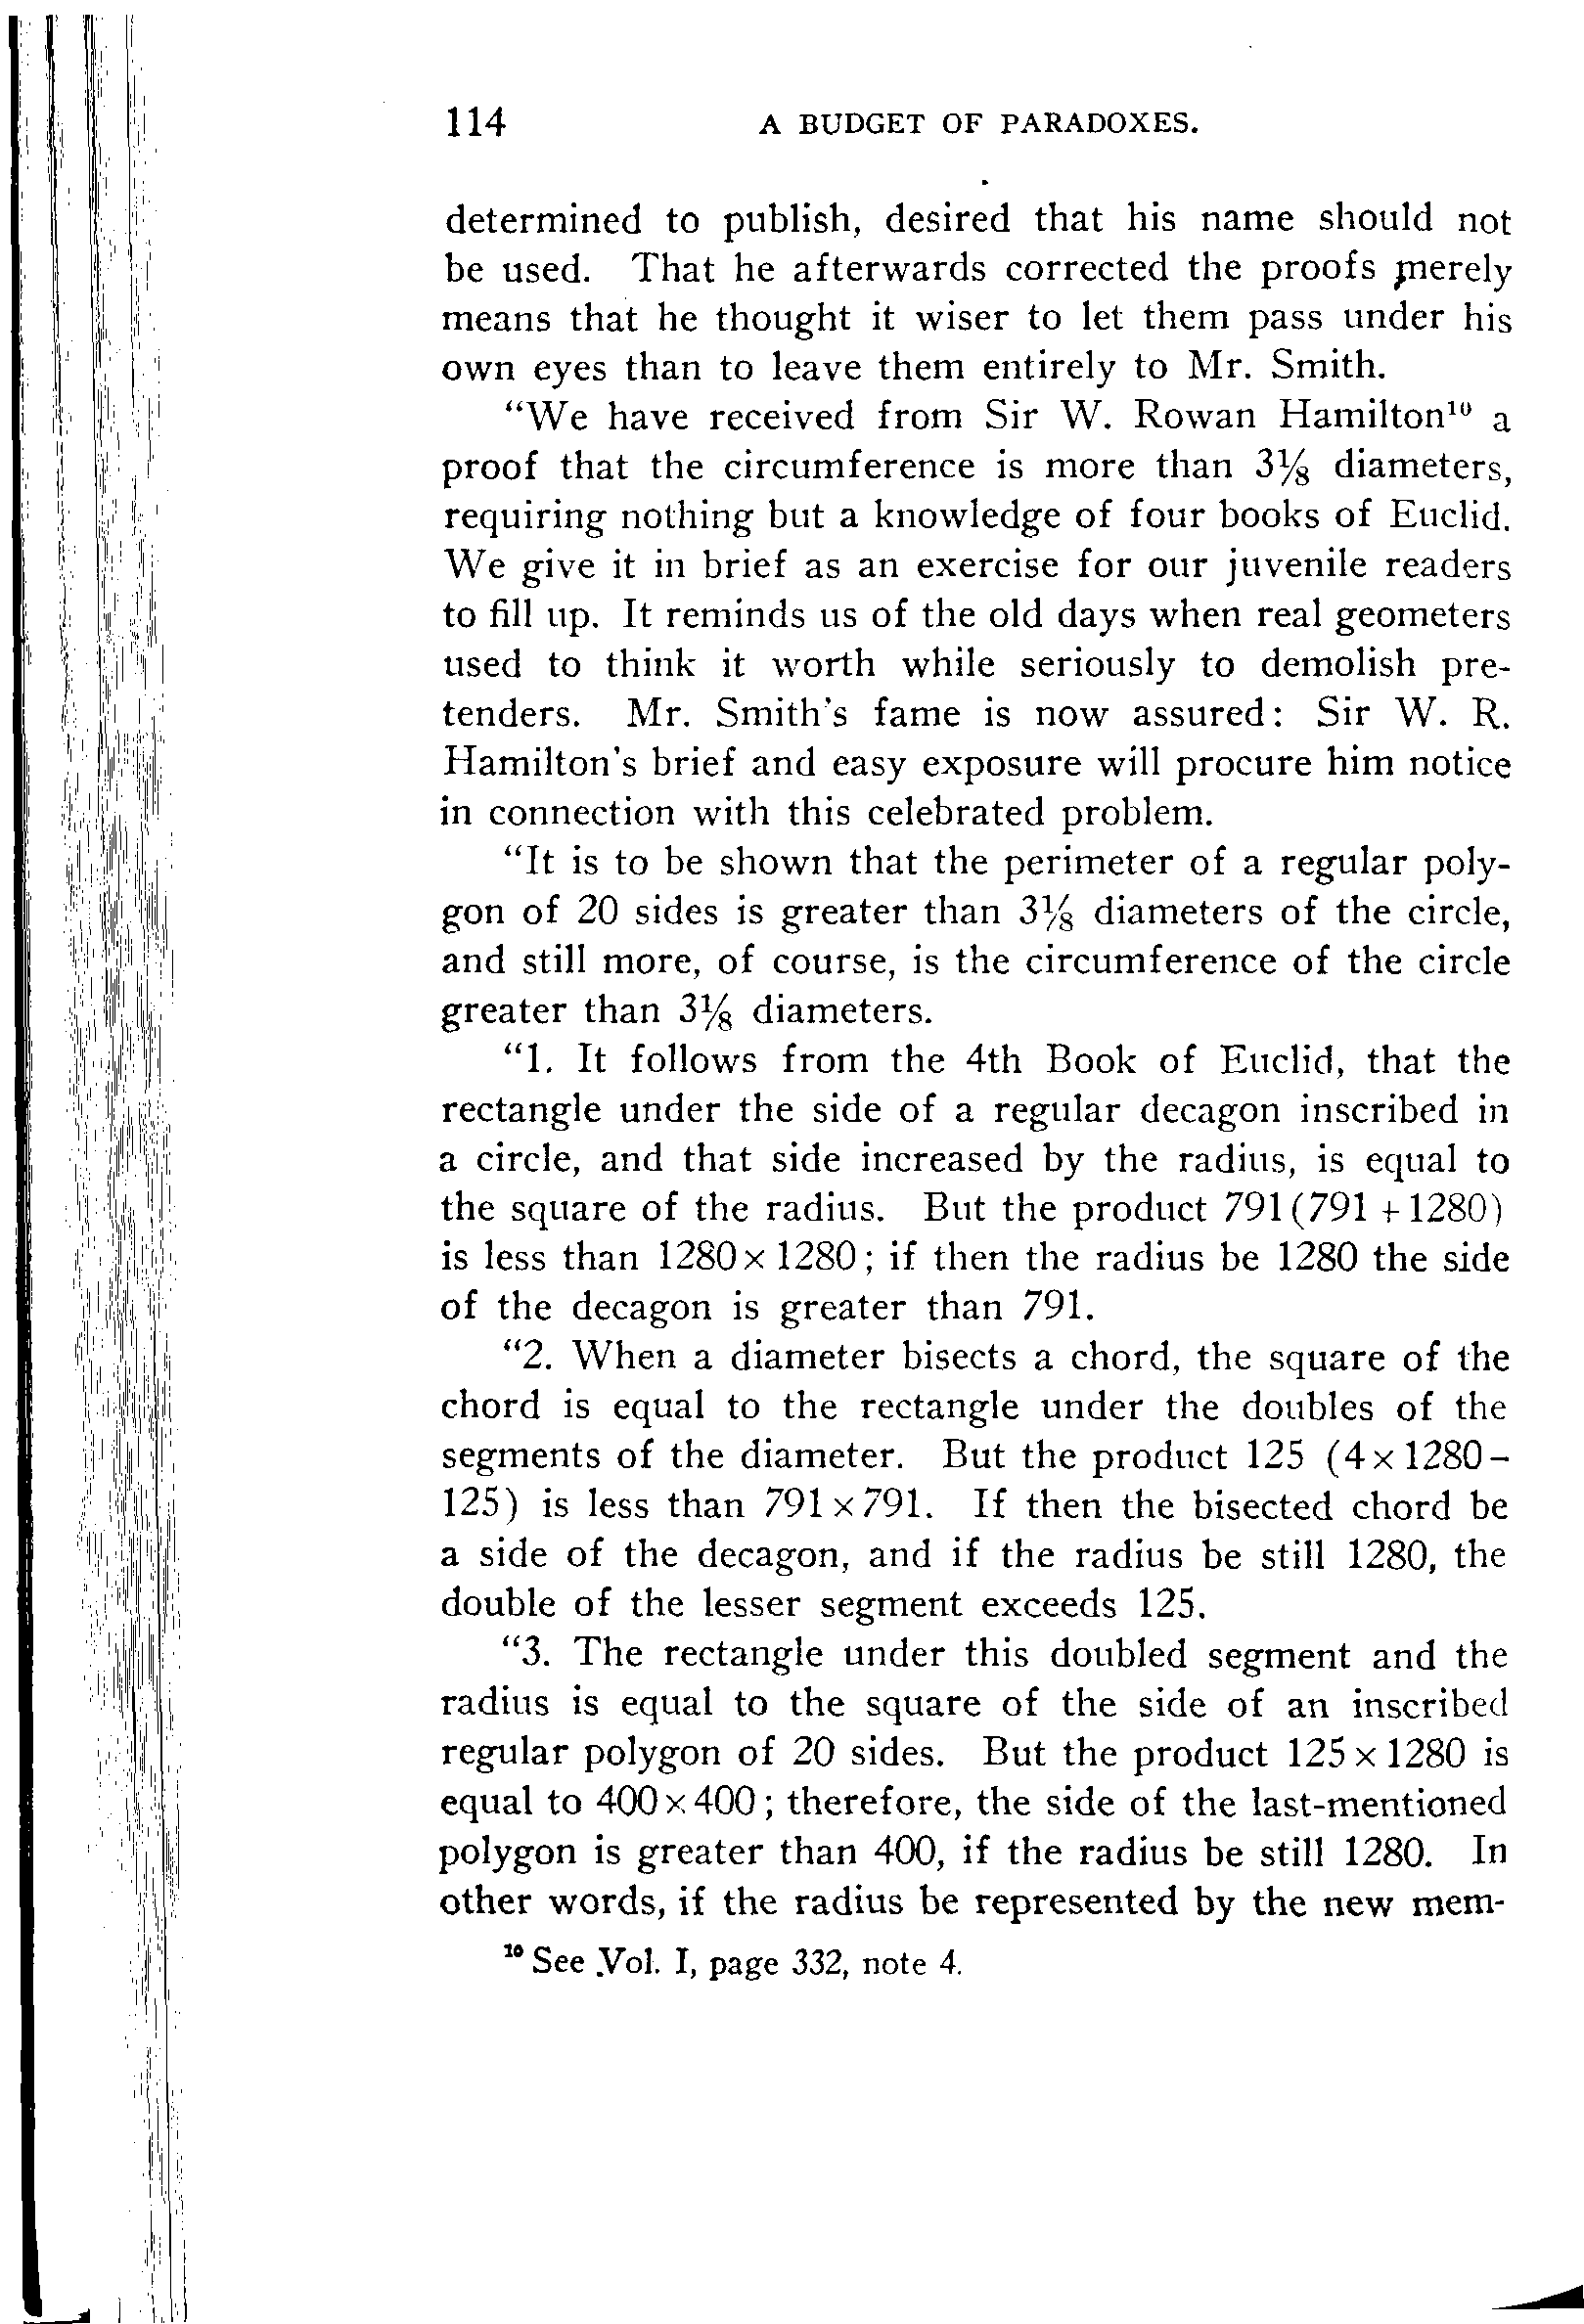 114 A BUDGET OF PARADOXES.
determined to publish, desired that his name should not
be used. That he afterwards corrected the proofs merely
means that he thought it wiser to let them pass under his
own eyes than to leave them entirely to Mr. Smith.
“We have received from Sir W. Rowan Hamilton¹⁰ a
proof that the circumference is more than 3⅛ diameters,
requiring nothing but a knowledge of four books of Euclid.
We give it in brief as an exercise for our juvenile readers
to fill up. It reminds us of the old days when real geometers
used to think it worth while seriously to demolish pre-
tenders. Mr. Smith's fame is now assured: Sir W. R.
Hamilton's brief and easy exposure will procure him notice
in connection with this celebrated problem.
“It is to be shown that the perimeter of a regular poly-
gon of 20 sides is greater than 3⅛ diameters of the circle,
and still more, of course, is the circumference of the circle
greater than 3⅛ diameters.
“1. It follows from the 4th Book of Euclid, that the
rectangle under the side of a regular decagon inscribed in
a circle, and that side increased by the radius, is equal to
the square of the radius. But the product 791(791 + 1280)
is less than 1280 × 1280; if then the radius be 1280 the side
of the decagon is greater than 791.
“2. When a diameter bisects a chord, the square of the
chord is equal to the rectangle under the doubles of the
segments of the diameter. But the product 125 (4 × 1280 –
125) is less than 791 × 791. If then the bisected chord be
a side of the decagon, and if the radius be still 1280, the
double of the lesser segment exceeds 125.
“3. The rectangle under this doubled segment and the
radius is equal to the square of the side of an inscribed
regular polygon of 20 sides. But the product 125 × 1280 is
equal to 400 × 400; therefore, the side of the last-mentioned
polygon is greater than 400, if the radius be still 1280. In
other words, if the radius be represented by the new mem-
¹⁰ See Vol. I, page 332, note 4.